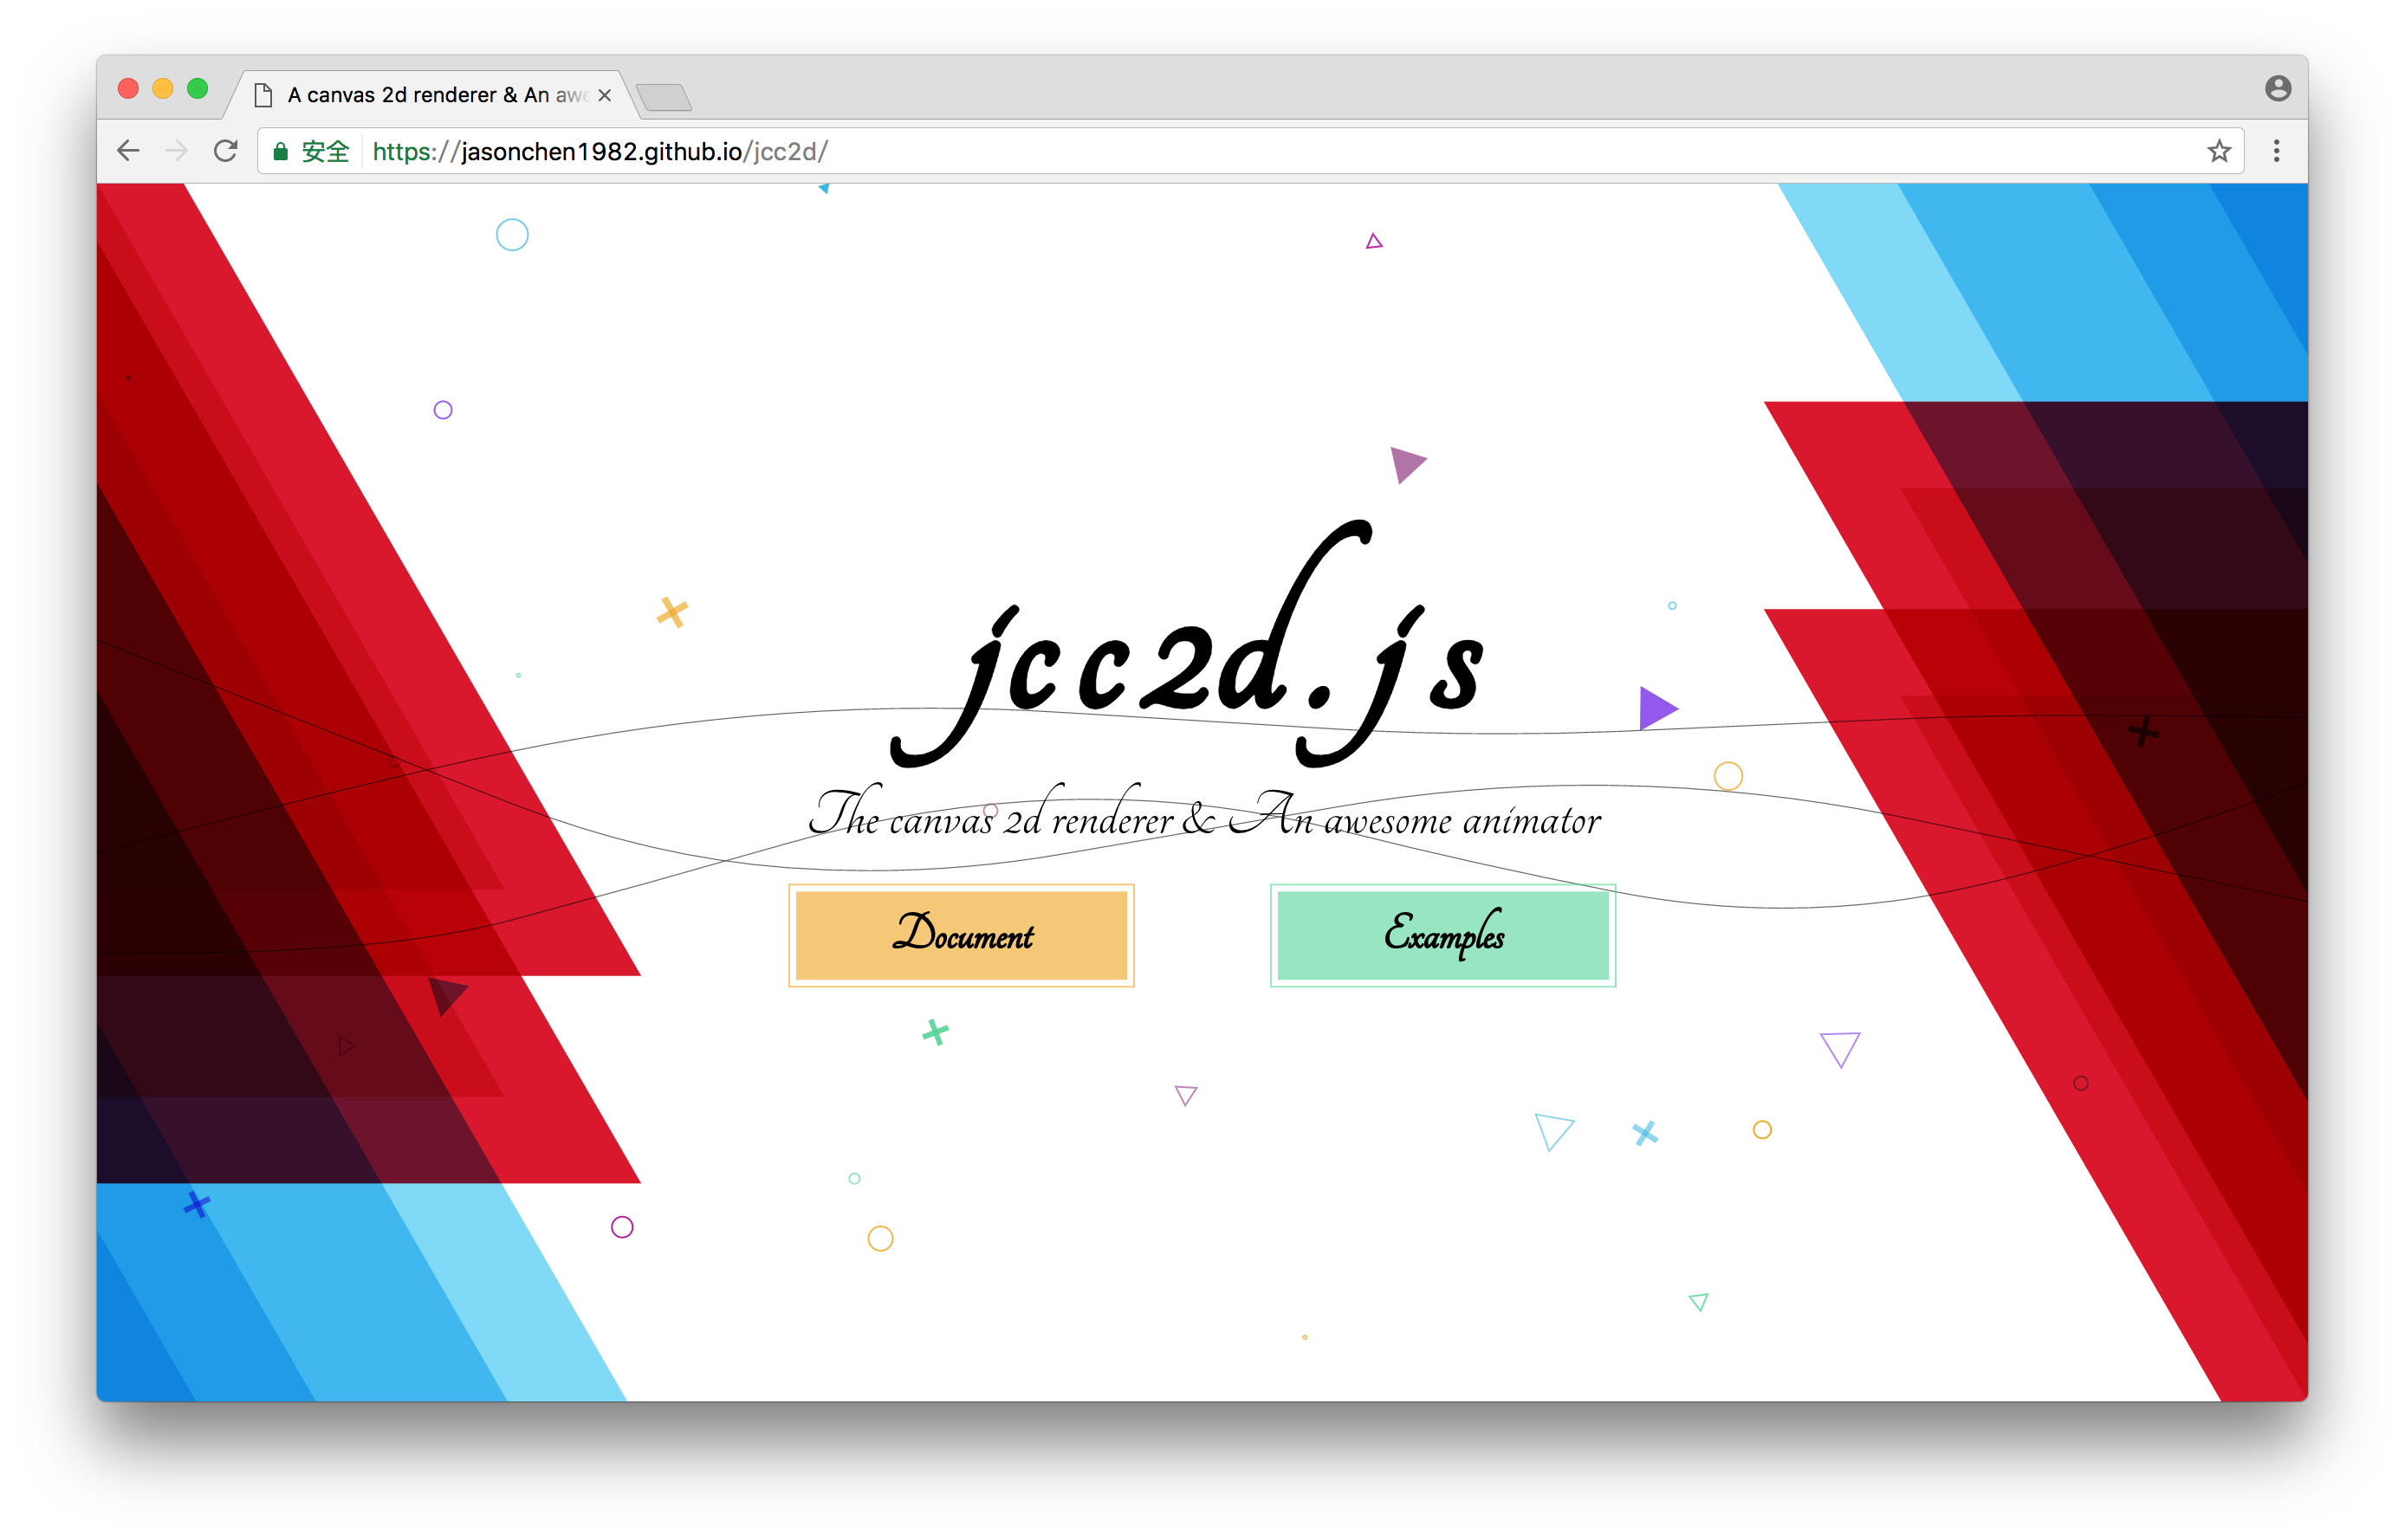 A canvas 2d renderer & An awe
安全 https://jasonchen1982.github.io/jcc2d/
jcc2d.js
The canvas 2d renderer & An awesome animator
Document
Examples